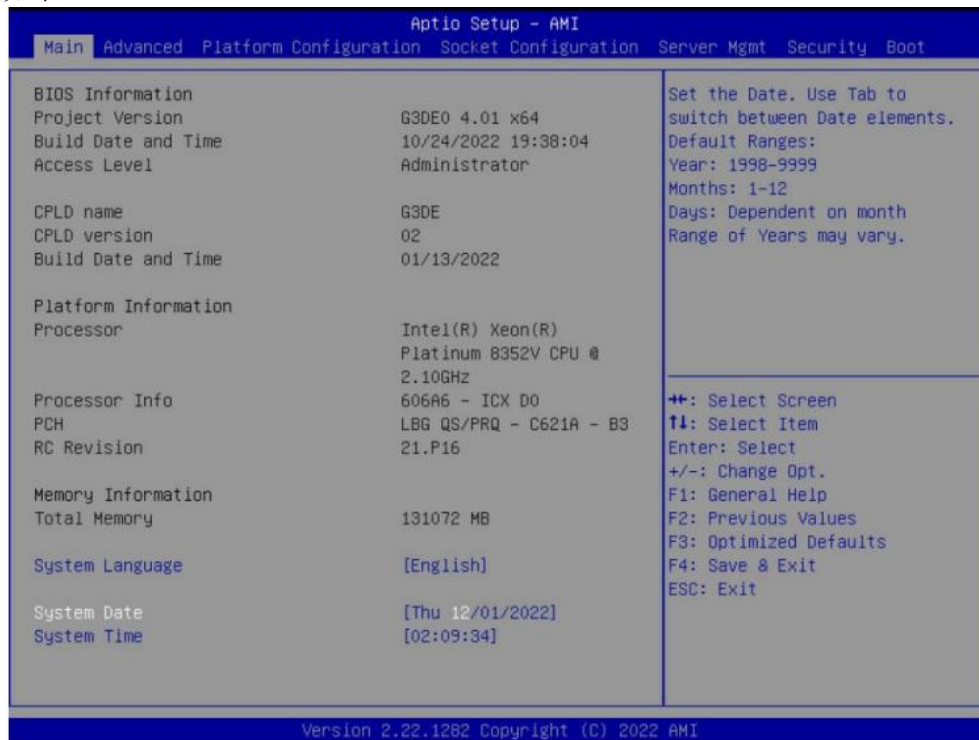 Aptio Setup - AMI
Main Advanced Platform Configuration Socket Configuration Server Mgmt Security Boot
BIOS Information
Project Version G3DE0 4.01 x64
Build Date and Time 10/24/2022 19:38:04
Access Level Administrator
CPLD name G3DE
CPLD version 02
Build Date and Time 01/13/2022
Platform Information
Processor Intel(R) Xeon(R)
Platinum 8352V CPU @
2.10GHz
Processor Info 606A6 - ICX D0
PCH LBG QS/PRQ - C621A - B3
RC Revision 21.P16
Memory Information
Total Memory 131072 MB
System Language [English]
System Date [Thu 12/01/2022]
System Time [02:09:34]
Set the Date. Use Tab to
switch between Date elements.
Default Ranges:
Year: 1998-9999
Months: 1-12
Days: Dependent on month
Range of Years may vary.
→←: Select Screen
↑↓: Select Item
Enter: Select
+/-: Change Opt.
F1: General Help
F2: Previous Values
F3: Optimized Defaults
F4: Save & Exit
ESC: Exit
Version 2.22.1282 Copyright (C) 2022 AMI